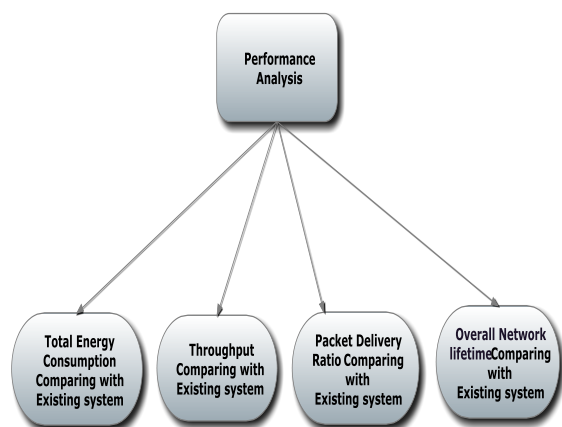 Performance
Analysis
Total Energy
Consumption
Comparing with
Existing system
Throughput
Comparing with
Existing system
Packet Delivery
Ratio Comparing
with
Existing system
Overall Network
lifetimeComparing
with
Existing system